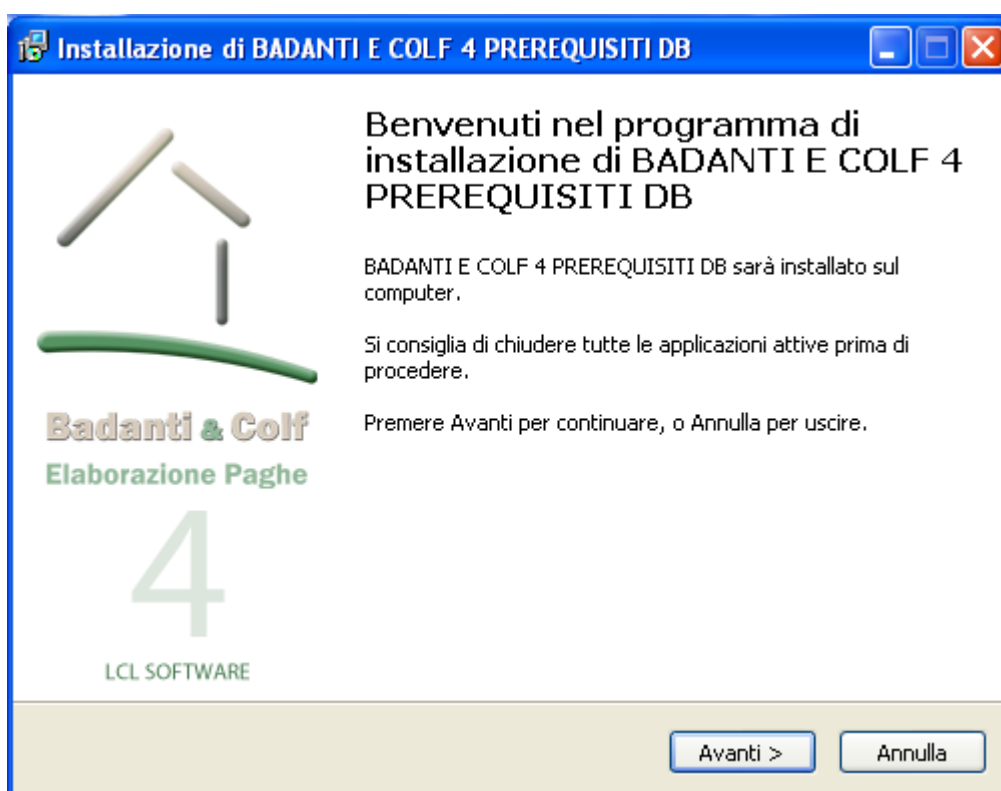 Installazione di BADANTI E COLF 4 PREREQUISITI DB
Benvenuti nel programma di
installazione di BADANTI E COLF 4
PREREQUISITI DB
BADANTI E COLF 4 PREREQUISITI DB sarà installato sul
computer.
Si consiglia di chiudere tutte le applicazioni attive prima di
procedere.
Premere Avanti per continuare, o Annulla per uscire.
Badanti & Colf
Elaborazione Paghe
4
LCL SOFTWARE
Avanti >
Annulla